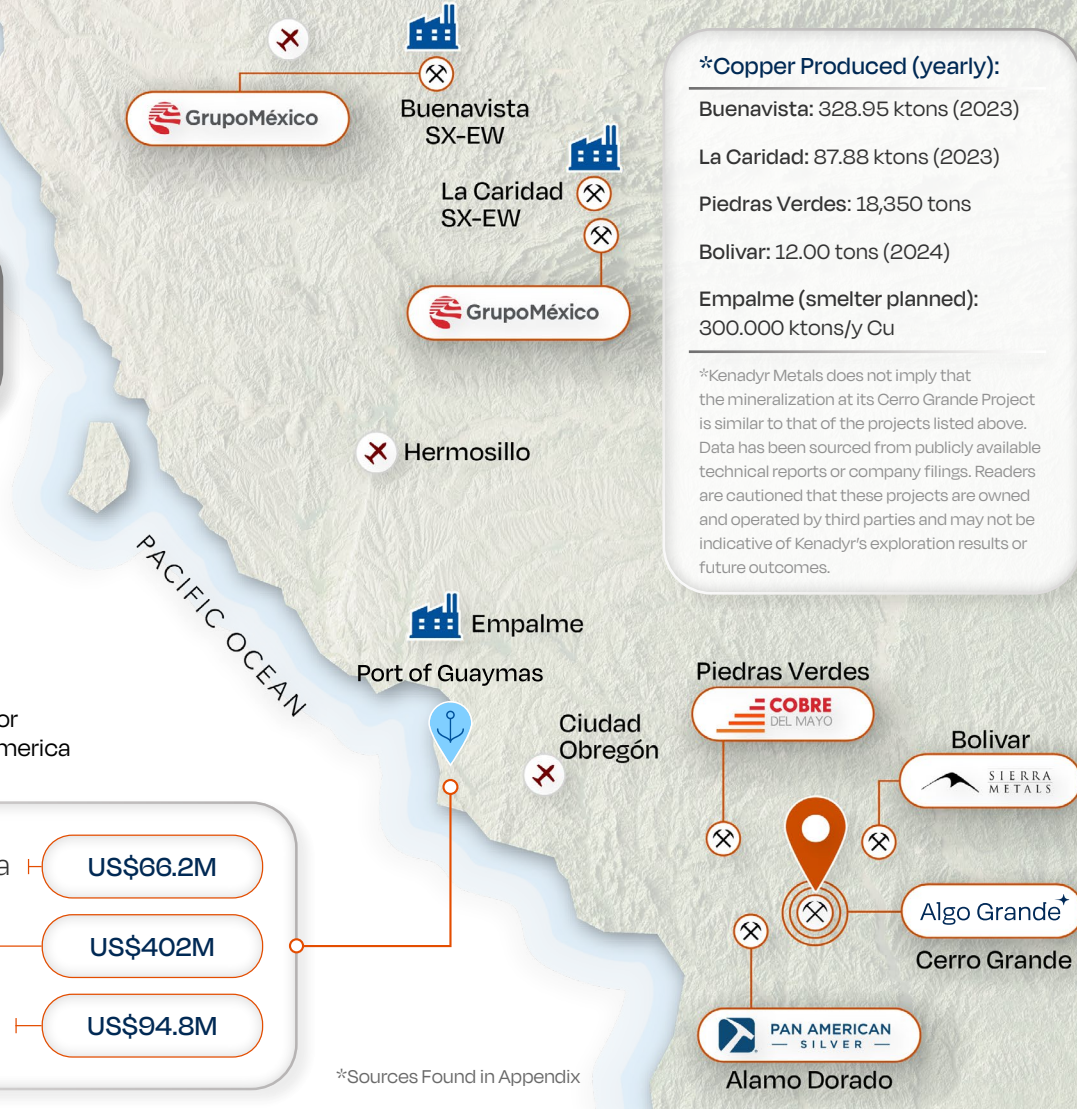 GrupoMéxico
Buenavista
SX-EW
La Caridad
SX-EW
GrupoMéxico
Hermosillo
PACIFIC OCEAN
Empalme
Port of Guaymas
Ciudad
Obregón
*Copper Produced (yearly):
Buenavista: 328.95 ktons (2023)
La Caridad: 87.88 ktons (2023)
Piedras Verdes: 18,350 tons
Bolivar: 12.00 tons (2024)
Empalme (smelter planned):
300.000 ktons/y Cu
*Kenadyr Metals does not imply that
the mineralization at its Cerro Grande Project
is similar to that of the projects listed above.
Data has been sourced from publicly available
technical reports or company filings. Readers
are cautioned that these projects are owned
and operated by third parties and may not be
indicative of Kenadyr's exploration results or
future outcomes.
Piedras Verdes
COBRE
DEL MAYO
Bolivar
SIERRA
METALS
Algo Grande
Cerro Grande
PAN AMERICAN
SILVER
Alamo Dorado
or
merica
a
US$66.2M
US$402M
US$94.8M
*Sources Found in Appendix